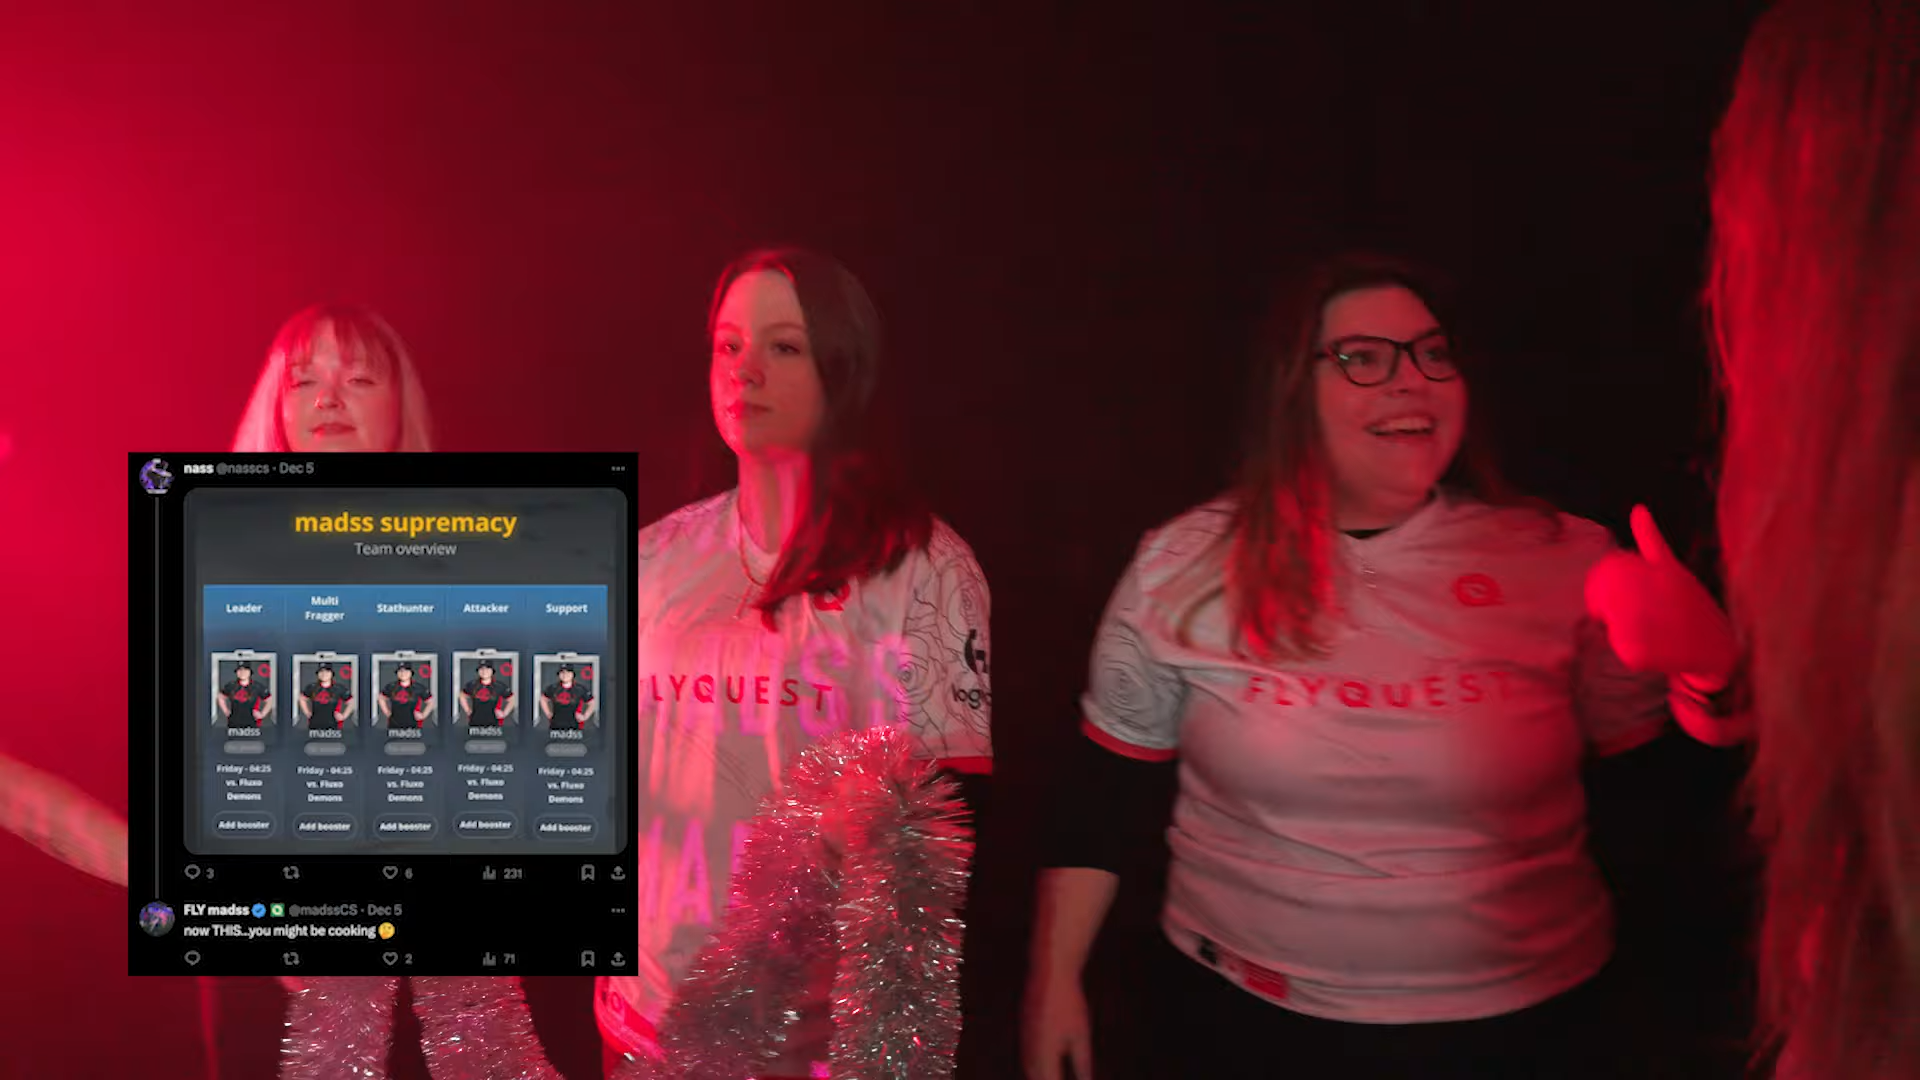 nass @nasscs · Dec 5
madss supremacy
Team overview
Leader
Multi
Fragger
Stathunter
Attacker
Support
madss
madss
madss
madss
madss
Friday - 04:25
vs. Fluxo
Demons
Friday - 04:25
vs. Fluxo
Demons
Friday - 04:25
vs. Fluxo
Demons
Friday - 04:25
vs. Fluxo
Demons
Friday - 04:25
vs. Fluxo
Demons
Add booster
Add booster
Add booster
Add booster
Add booster
3
6
231
FLY madss @madssCS · Dec 5
now THIS...you might be cooking 🤔
2
71
LYQUEST
FLYQUEST